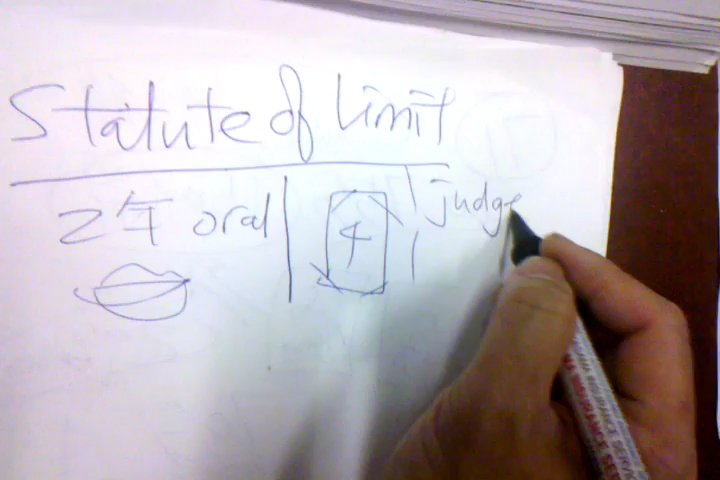 Statute of limit
2年 oral 4 judge